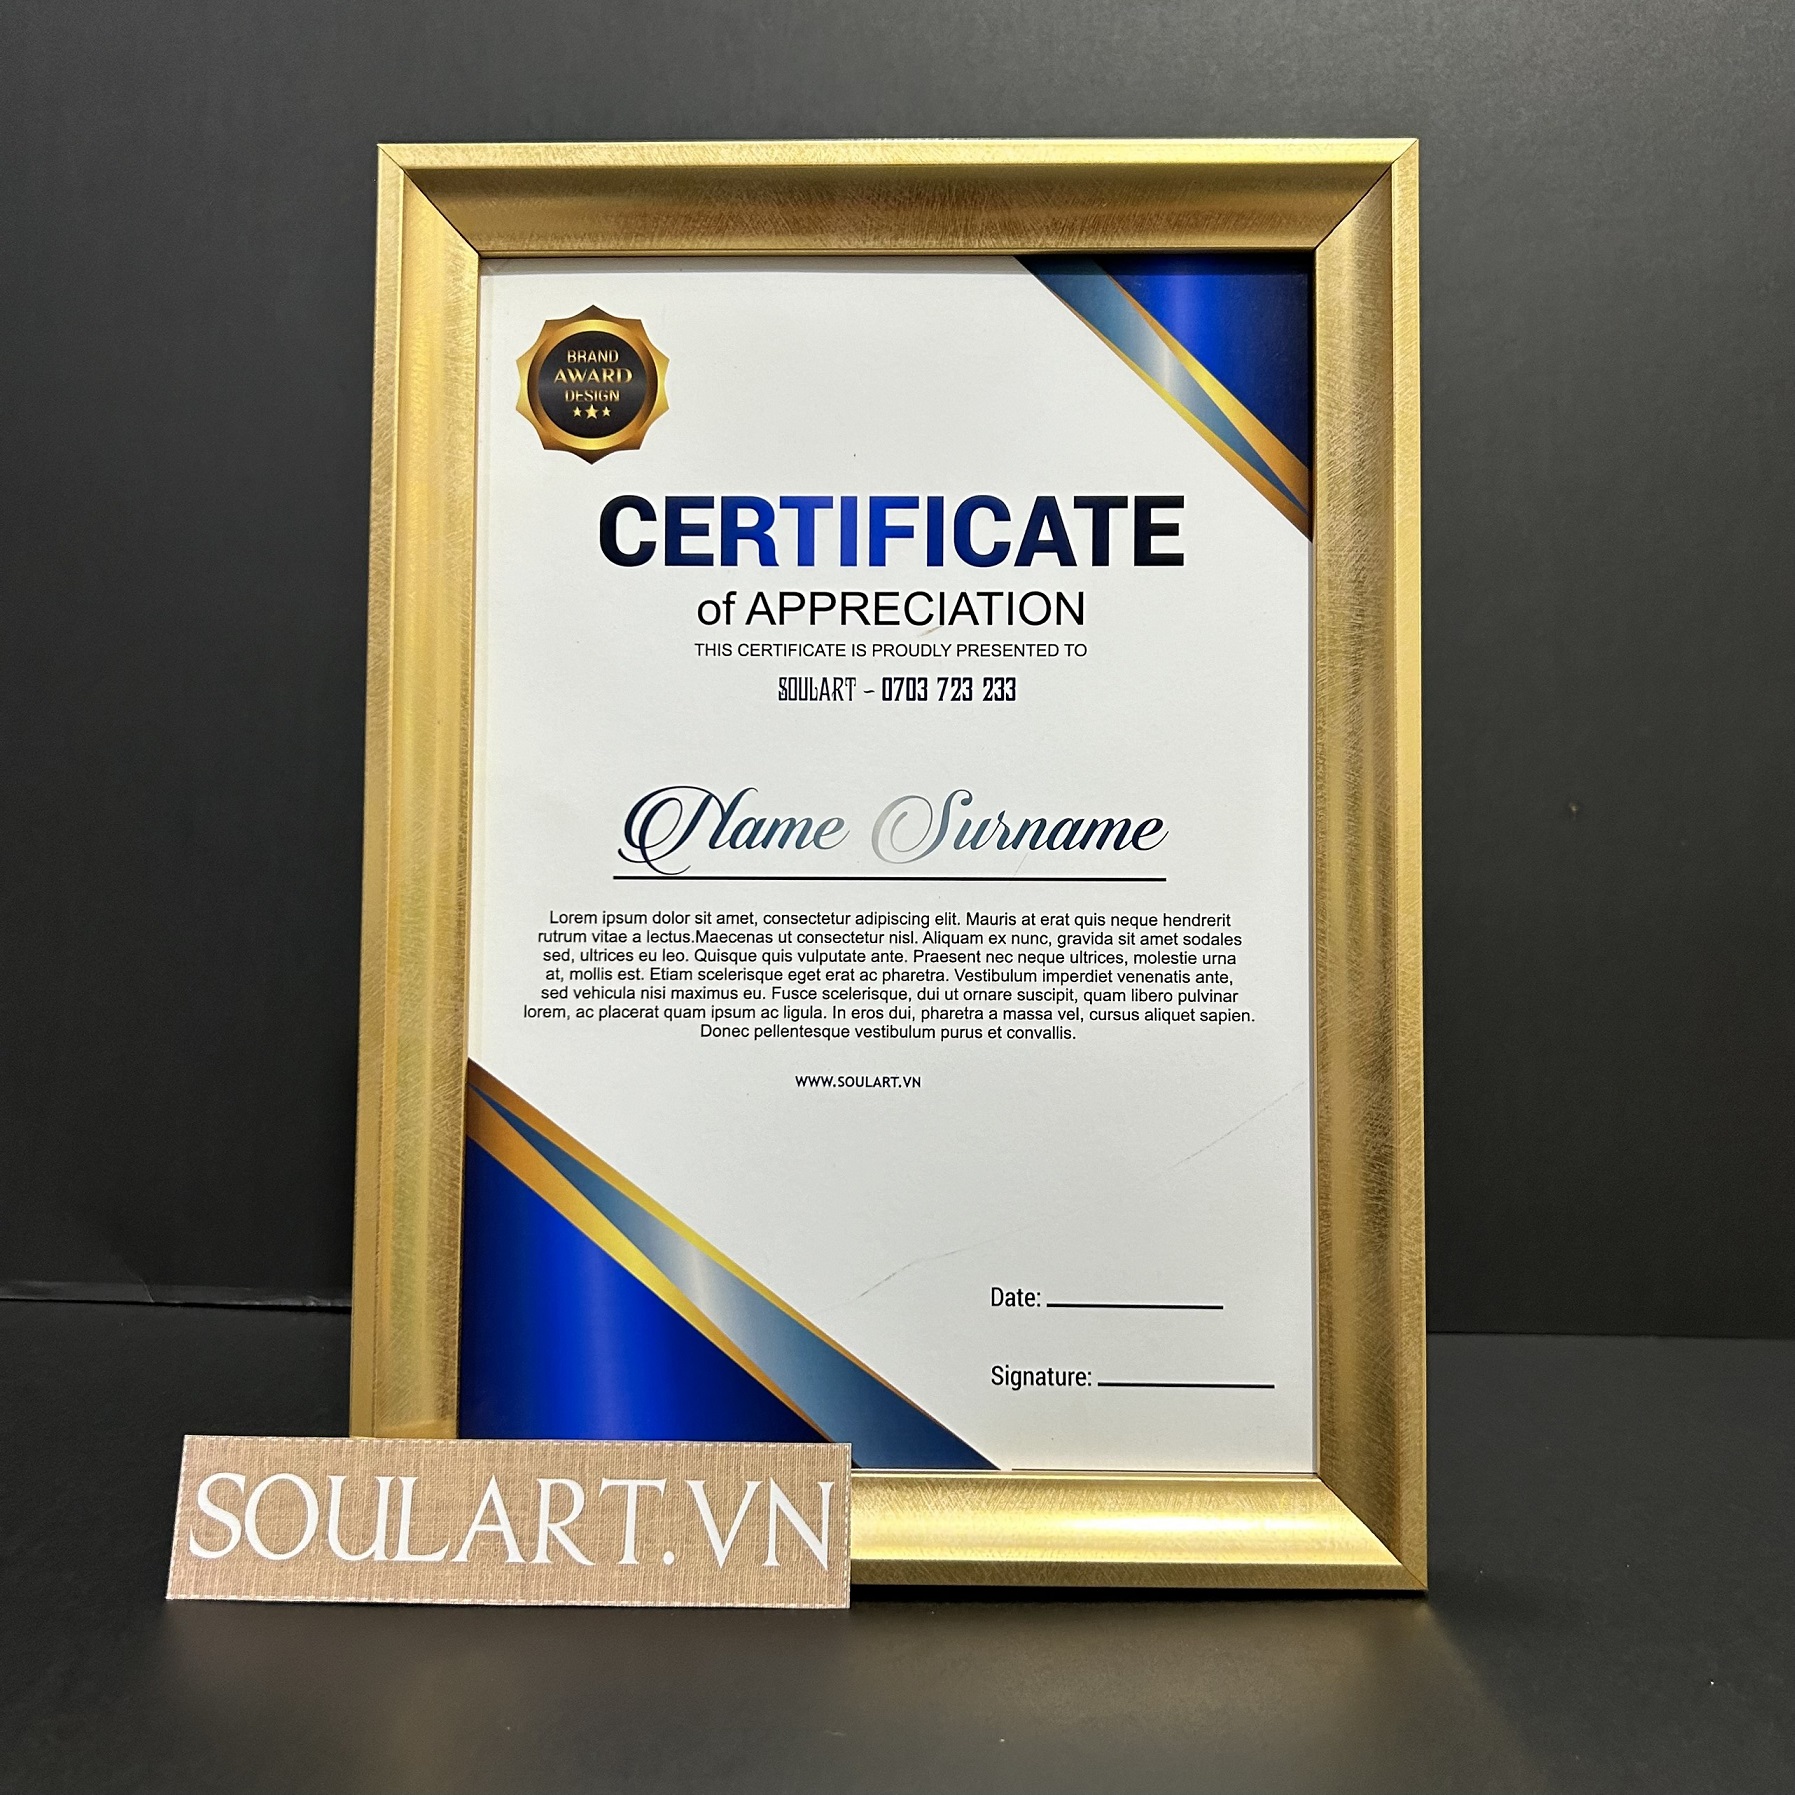 BRAND
AWARD
DESIGN
CERTIFICATE
of APPRECIATION
THIS CERTIFICATE IS PROUDLY PRESENTED TO
SOULART - 0703 723 233
Name Surname
Lorem ipsum dolor sit amet, consectetur adipiscing elit. Mauris at erat quis neque hendrerit
rutrum vitae a lectus.Maecenas ut consectetur nisl. Aliquam ex nunc, gravida sit amet sodales
sed, ultrices eu leo. Quisque quis vulputate ante. Praesent nec neque ultrices, molestie urna
at, mollis est. Etiam scelerisque eget erat ac pharetra. Vestibulum imperdiet venenatis ante,
sed vehicula nisi maximus eu. Fusce scelerisque, dui ut ornare suscipit, quam libero pulvinar
lorem, ac placerat quam ipsum ac ligula. In eros dui, pharetra a massa vel, cursus aliquet sapien.
Donec pellentesque vestibulum purus et convallis.
WWW.SOULART.VN
Date:
Signature:
SOULART.VN